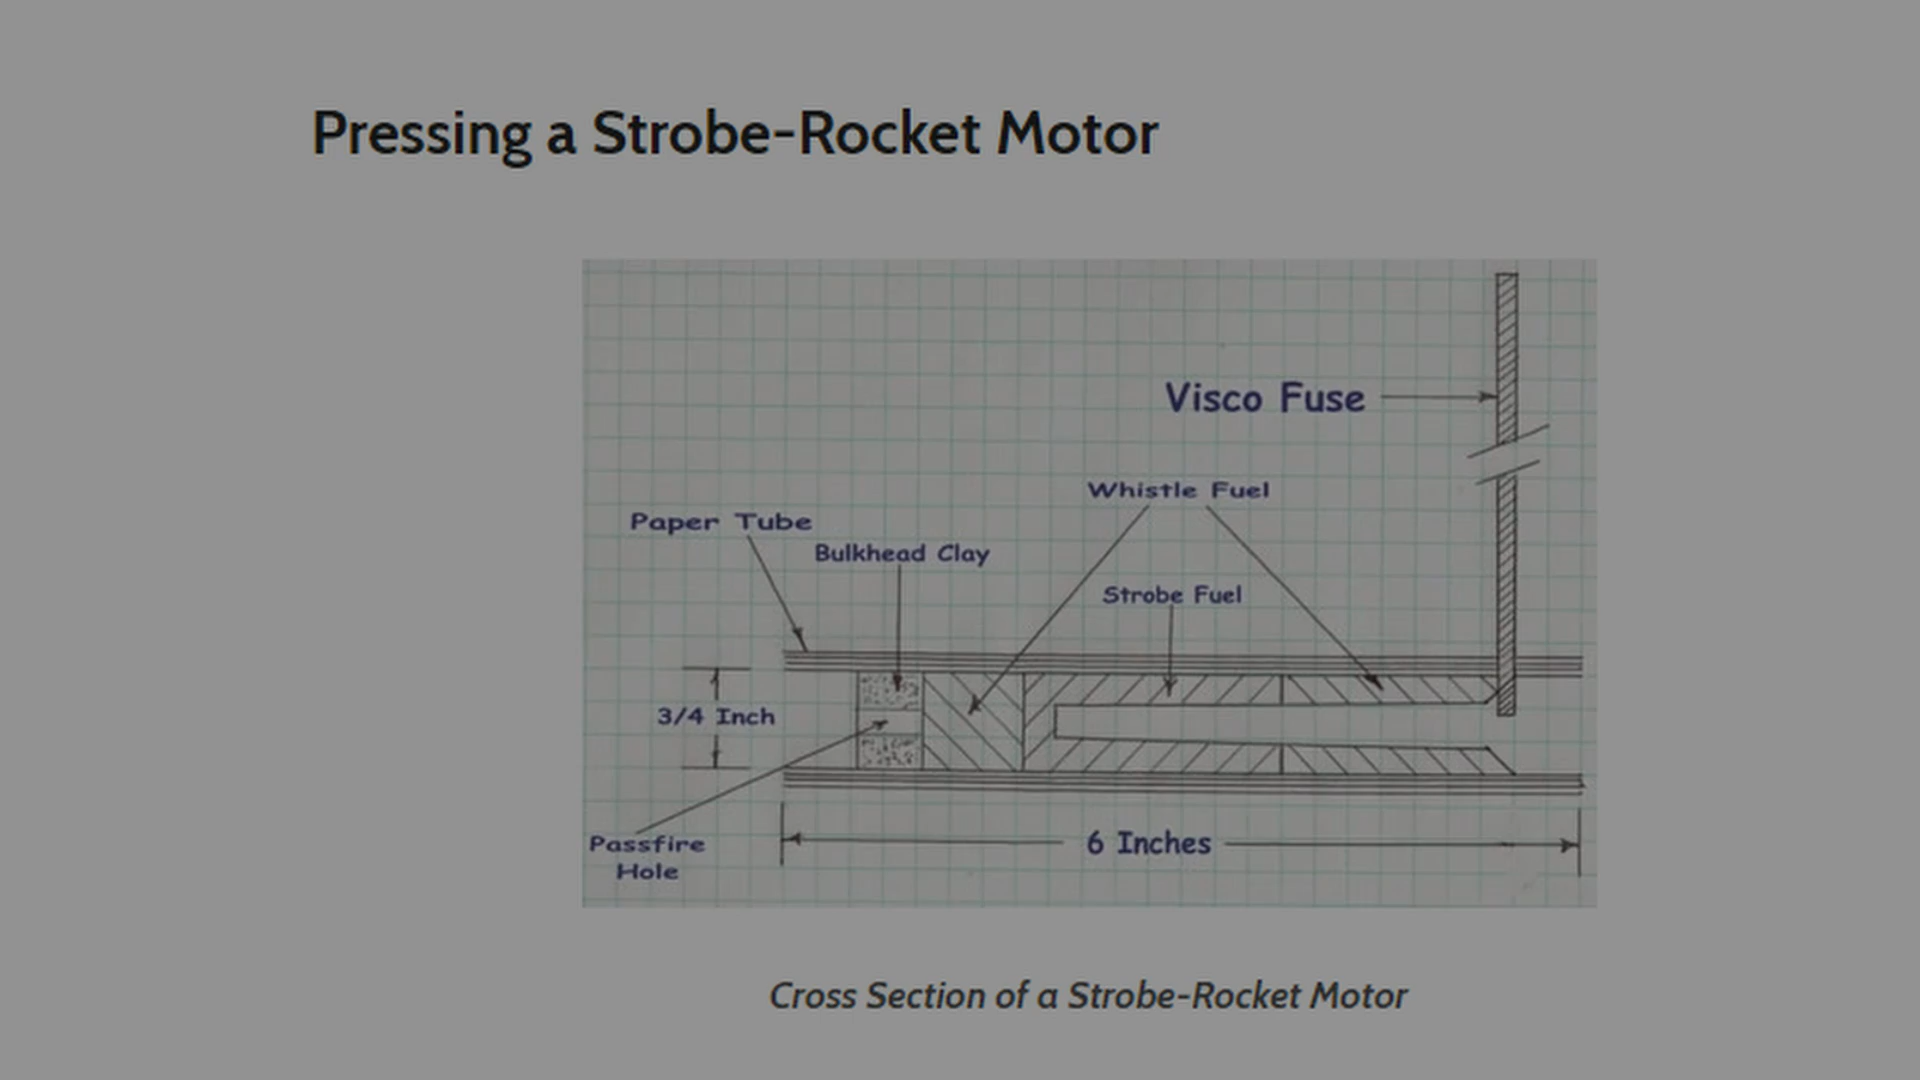 Pressing a Strobe-Rocket Motor
Visco Fuse
Whistle Fuel
Paper Tube
Bulkhead Clay
Strobe Fuel
3/4 Inch
Passfire
Hole
6 Inches
Cross Section of a Strobe-Rocket Motor